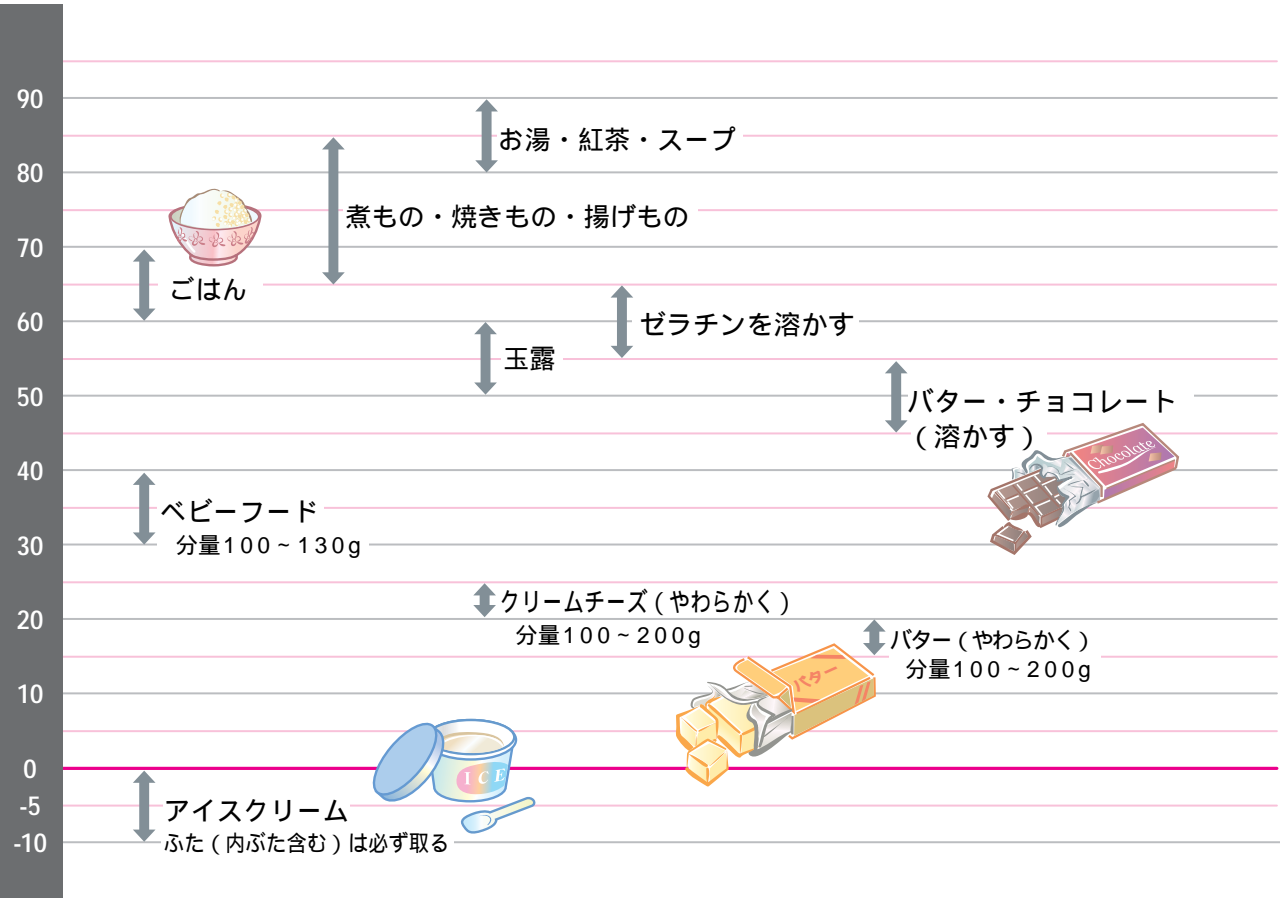 90
お湯・紅茶・スープ
80
煮もの・焼きもの・揚げもの
70
ごはん
60
ゼラチンを溶かす
玉露
50
バター・チョコレート
(溶かす)
Chocolate
40
ベビーフード
分量100~130g
30
クリームチーズ(やわらかく)
20
分量100~200g
バター(やわらかく)
分量100~200g
バター
10
0
ICE
-5
アイスクリーム
-10
ふた(内ぶた含む)は必ず取る